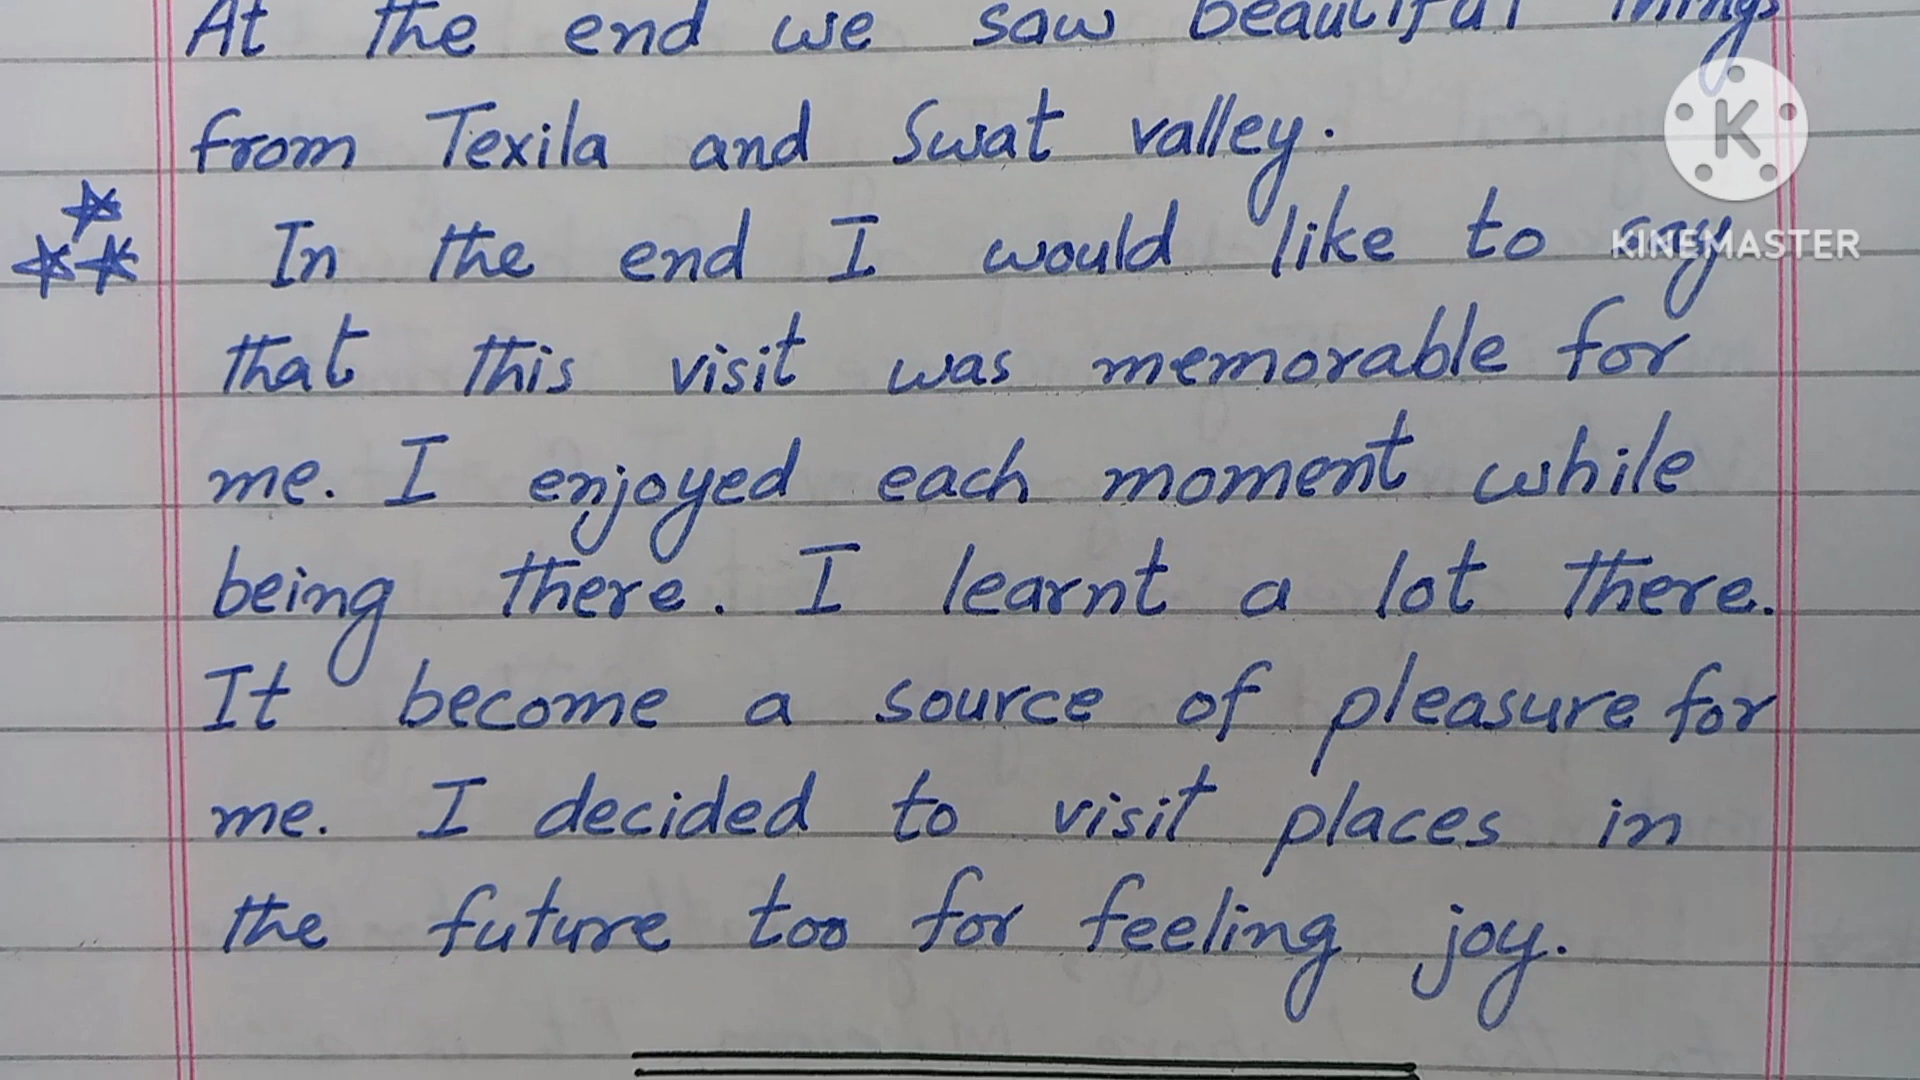 At the end we saw beautiful things
from Texila and Swat valley.
In the end I would like to say
that this visit was memorable for
me. I enjoyed each moment while
being there. I learnt a lot there.
It become a source of pleasure for
me. I decided to visit places in
the future too for feeling joy.
K
KINEMASTER